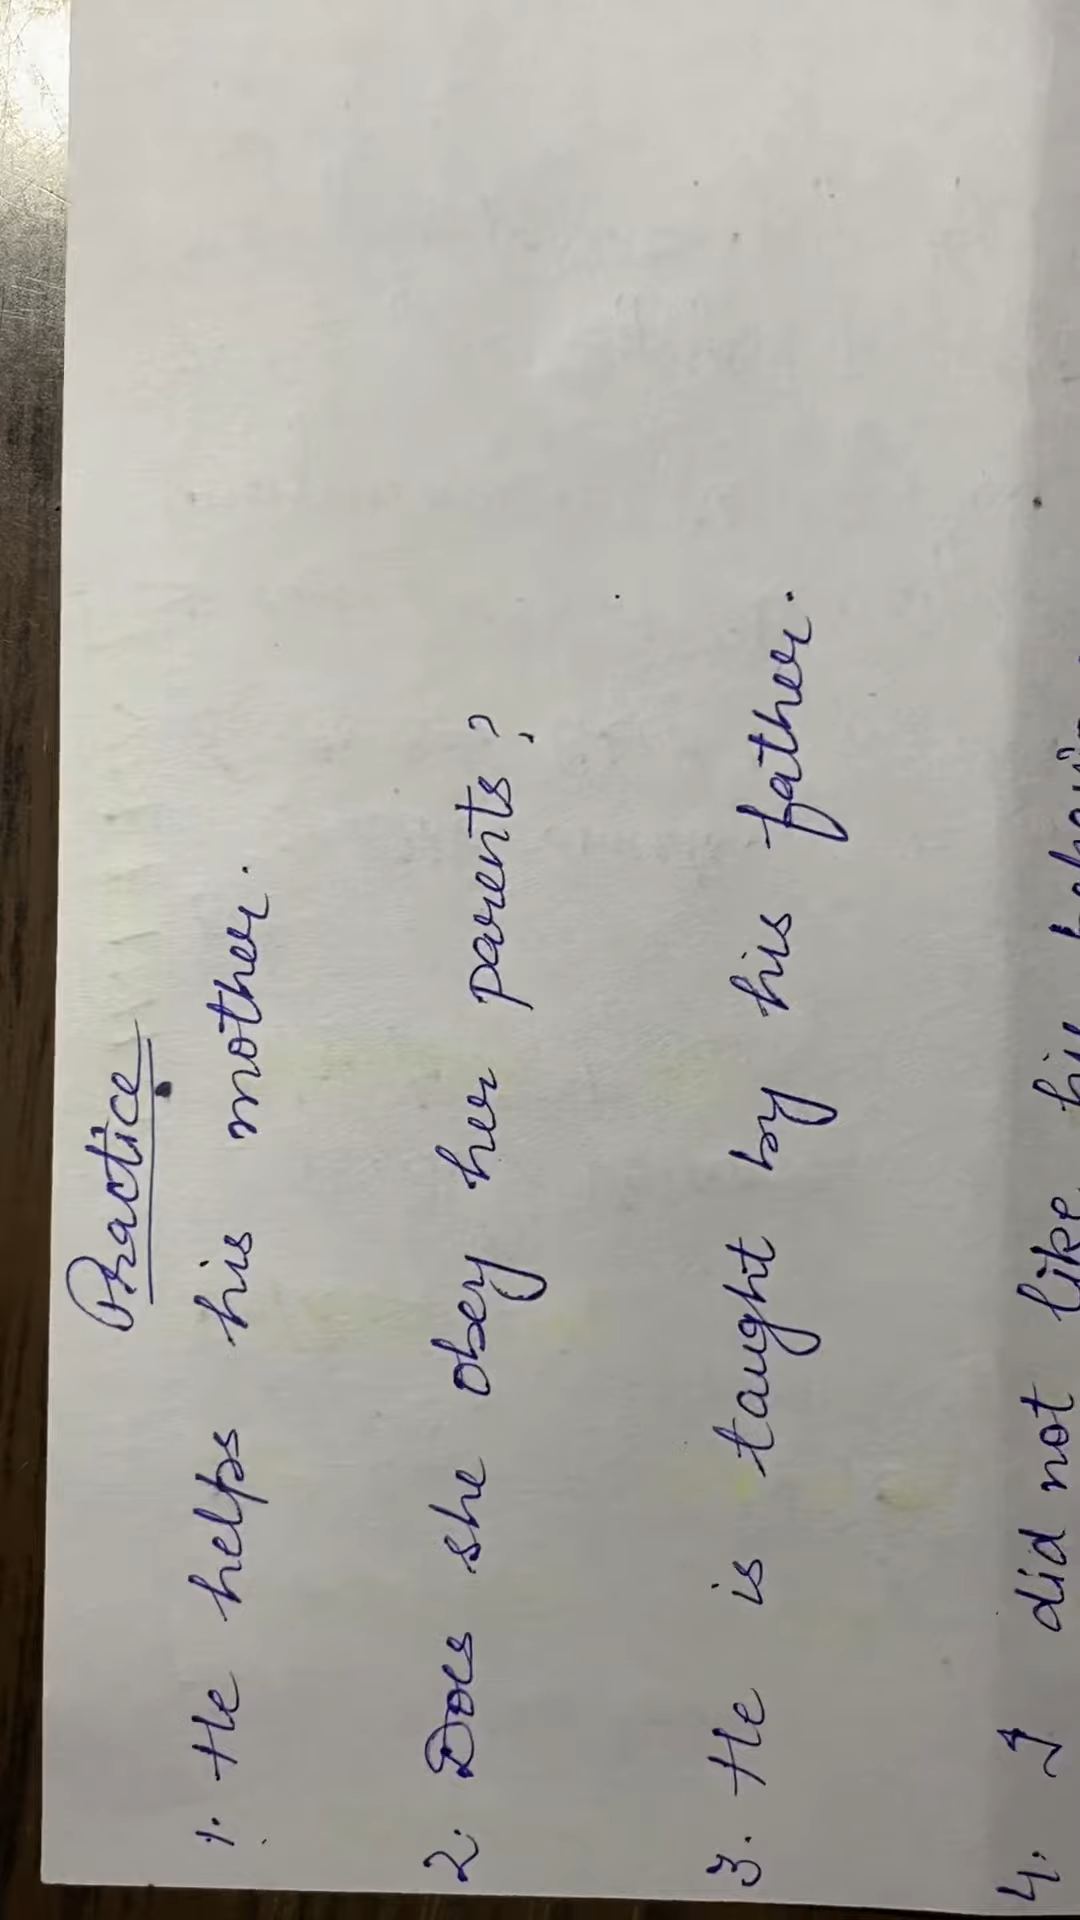 Practice
1. He helps his mother.
2. Does she obey her parents?
3. He is taught by his father.
4. I did not like his